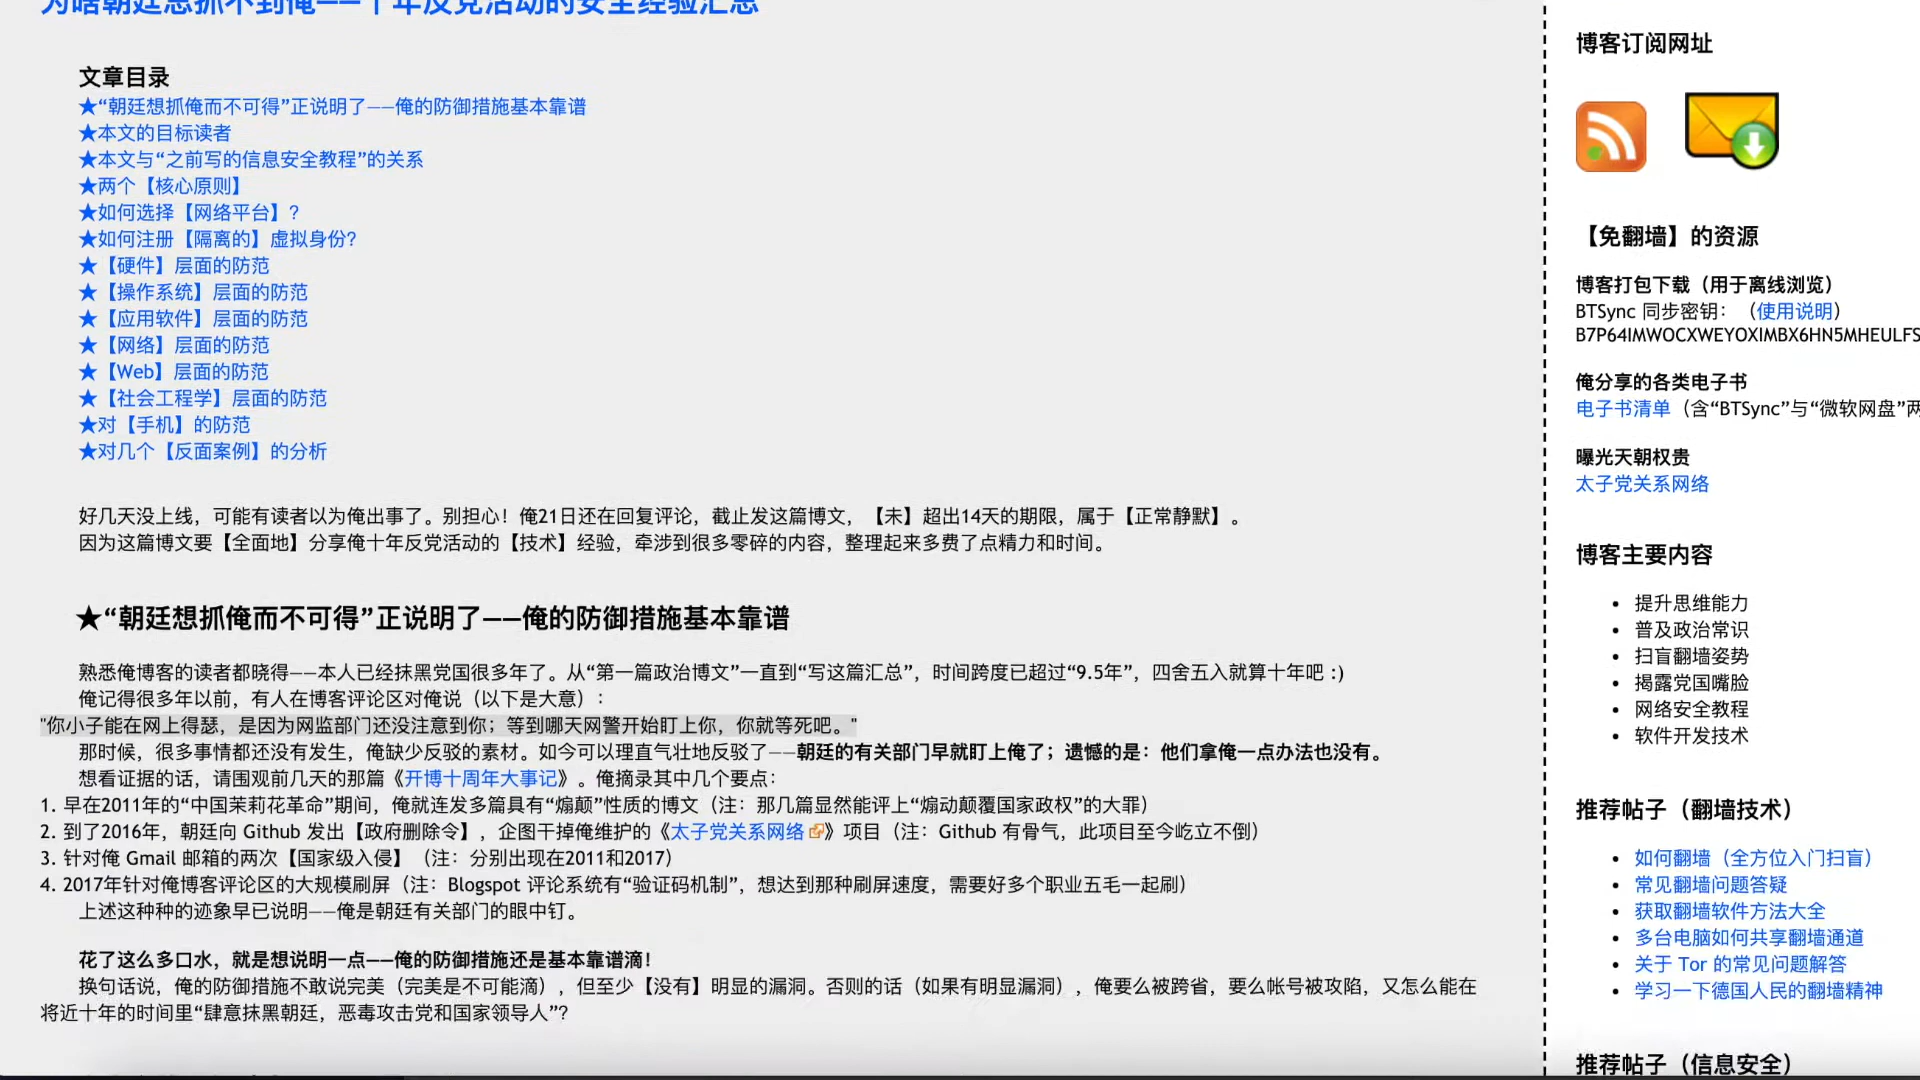 为啥朝廷总抓不到俺——十年反党活动的安全经验汇总
文章目录
★“朝廷想抓俺而不可得”正说明了——俺的防御措施基本靠谱
★本文的目标读者
★本文与“之前写的信息安全教程”的关系
★两个【核心原则】
★如何选择【网络平台】?
★如何注册【隔离的】虚拟身份?
★【硬件】层面的防范
★【操作系统】层面的防范
★【应用软件】层面的防范
★【网络】层面的防范
★【Web】层面的防范
★【社会工程学】层面的防范
★对【手机】的防范
★对几个【反面案例】的分析
好几天没上线，可能有读者以为俺出事了。别担心！俺21日还在回复评论，截止发这篇博文，【未】超出14天的期限，属于【正常静默】。
因为这篇博文要【全面地】分享俺十年反党活动的【技术】经验，牵涉到很多零碎的内容，整理起来多费了点精力和时间。
★“朝廷想抓俺而不可得”正说明了——俺的防御措施基本靠谱
熟悉俺博客的读者都晓得——本人已经抹黑党国很多年了。从“第一篇政治博文”一直到“写这篇汇总”，时间跨度已超过“9.5年”，四舍五入就算十年吧 :)
俺记得很多年以前，有人在博客评论区对俺说（以下是大意）：
"你小子能在网上得瑟，是因为网监部门还没注意到你；等到哪天网警开始盯上你，你就等死吧。"
那时候，很多事情都还没有发生，俺缺少反驳的素材。如今可以理直气壮地反驳了——朝廷的有关部门早就盯上俺了；遗憾的是：他们拿俺一点办法也没有。
想看证据的话，请围观前几天的那篇《开博十周年大事记》。俺摘录其中几个要点：
1. 早在2011年的“中国茉莉花革命”期间，俺就连发多篇具有“煽颠”性质的博文（注：那几篇显然能评上“煽动颠覆国家政权”的大罪）
2. 到了2016年，朝廷向 Github 发出【政府删除令】，企图干掉俺维护的《太子党关系网络》项目（注：Github 有骨气，此项目至今屹立不倒）
3. 针对俺 Gmail 邮箱的两次【国家级入侵】（注：分别出现在2011和2017）
4. 2017年针对俺博客评论区的大规模刷屏（注：Blogspot 评论系统有“验证码机制”，想达到那种刷屏速度，需要好多个职业五毛一起刷）
上述这种种的迹象早已说明——俺是朝廷有关部门的眼中钉。
花了这么多口水，就是想说明一点——俺的防御措施还是基本靠谱滴！
换句话说，俺的防御措施不敢说完美（完美是不可能滴），但至少【没有】明显的漏洞。否则的话（如果有明显漏洞），俺要么被跨省，要么帐号被攻陷，又怎么能在
将近十年的时间里“肆意抹黑朝廷，恶毒攻击党和国家领导人”?
博客订阅网址
【免翻墙】的资源
博客打包下载（用于离线浏览）
BTSync 同步密钥：（使用说明）
B7P64IMWOCXWEYOXIMBX6HN5MHEULFS
俺分享的各类电子书
电子书清单（含“BTSync”与“微软网盘”两
曝光天朝权贵
太子党关系网络
博客主要内容
• 提升思维能力
• 普及政治常识
• 扫盲翻墙姿势
• 揭露党国嘴脸
• 网络安全教程
• 软件开发技术
推荐帖子（翻墙技术）
• 如何翻墙（全方位入门扫盲）
• 常见翻墙问题答疑
• 获取翻墙软件方法大全
• 多台电脑如何共享翻墙通道
• 关于 Tor 的常见问题解答
• 学习一下德国人民的翻墙精神
推荐帖子（信息安全）